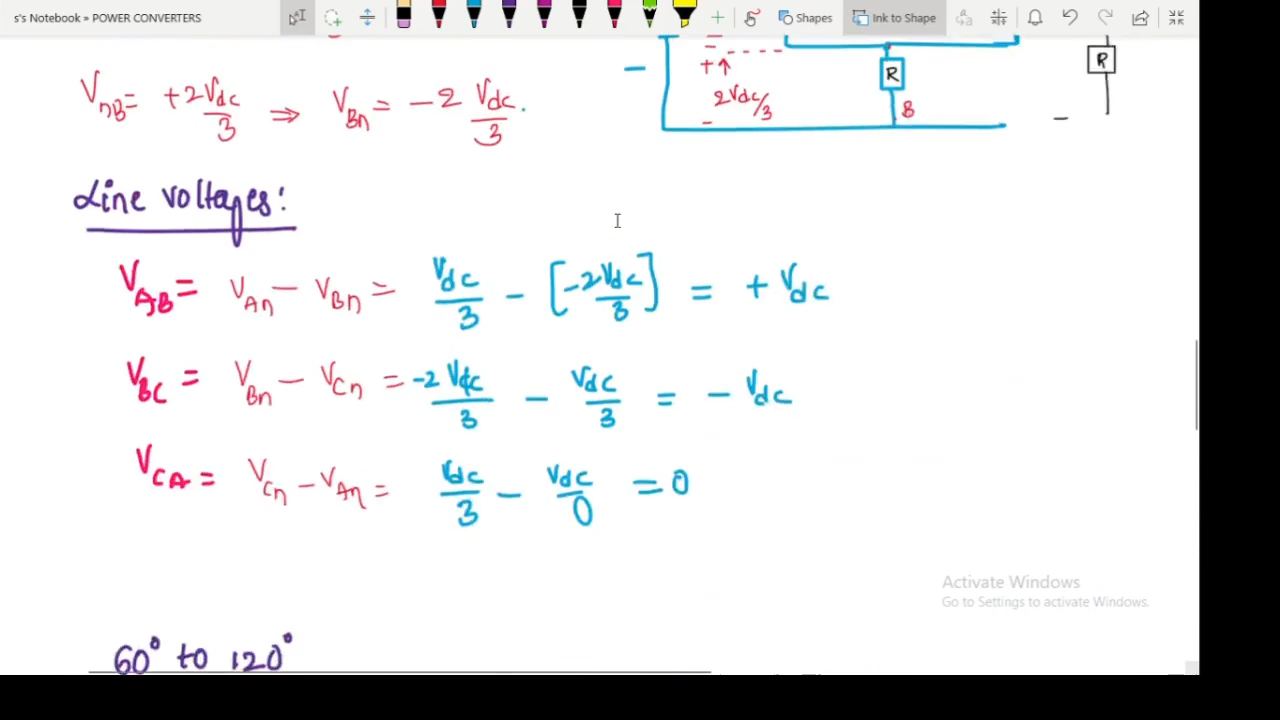 s's Notebook » POWER CONVERTERS
Shapes
Ink to Shape
+
2Vdc/3
-
R
B
R
-
-
VnB = +2Vdc/3 ⇒ VBn = -2 Vdc/3.
Line voltages:
VAB = VAn - VBn = Vdc/3 - [-2Vdc/3] = + Vdc
VBC = VBn - VCn = -2 Vdc/3 - Vdc/3 = - Vdc
VCA = VCn - VAn = Vdc/3 - Vdc/0 = 0
Activate Windows
Go to Settings to activate Windows.
60° to 120°